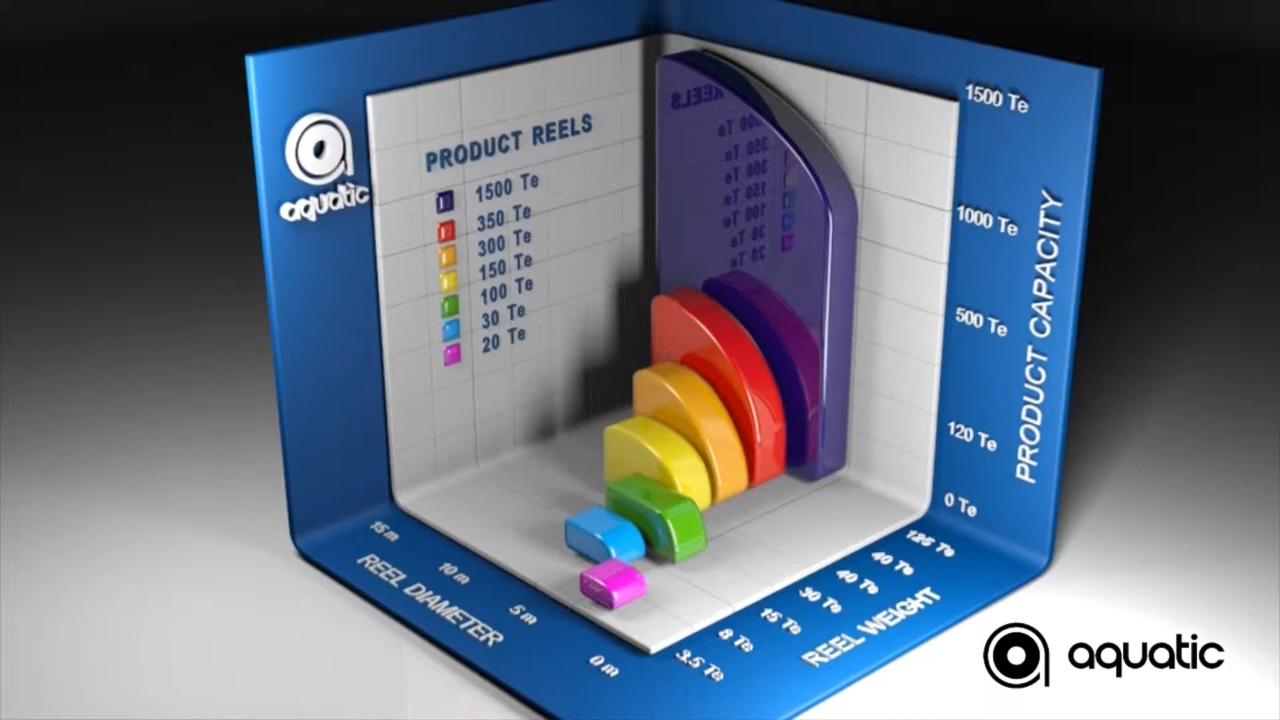 aquatic
PRODUCT REELS
1500 Te
350 Te
300 Te
150 Te
100 Te
30 Te
20 Te
1500 Te
1000 Te
500 Te
120 Te
0 Te
PRODUCT CAPACITY
15 m
10 m
5 m
0 m
REEL DIAMETER
3.5 Te
8 Te
15 Te
30 Te
40 Te
40 Te
125 Te
REEL WEIGHT
aquatic